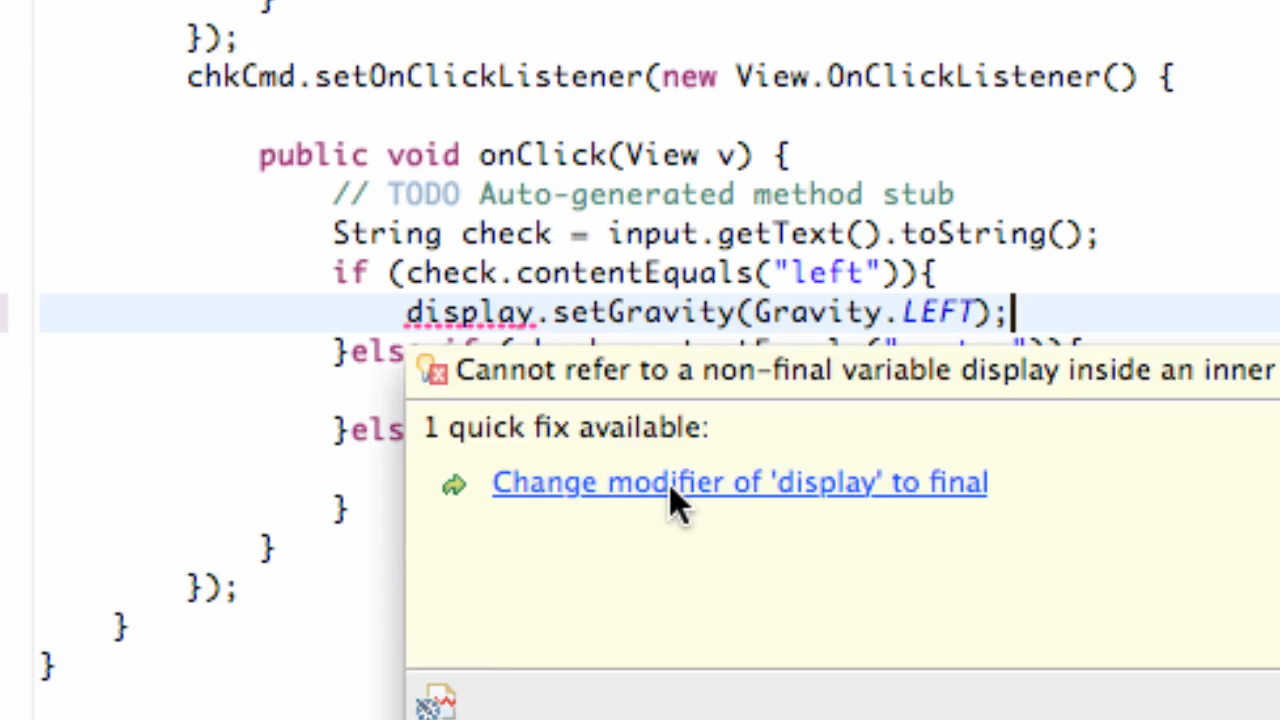 }
});
chkCmd.setOnClickListener(new View.OnClickListener() {
public void onClick(View v) {
// TODO Auto-generated method stub
String check = input.getText().toString();
if (check.contentEquals("left")){
display.setGravity(Gravity.LEFT);
}els
Cannot refer to a non-final variable display inside an inner
1 quick fix available:
}els
Change modifier of 'display' to final
}
}
});
}
}